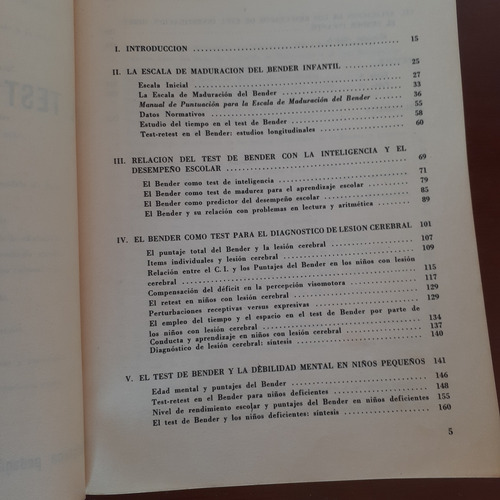 I. INTRODUCCION 15
II. LA ESCALA DE MADURACION DEL BENDER INFANTIL 25
Escala Inicial 27
La Escala de Maduración del Bender 33
Manual de Puntuación para la Escala de Maduración del Bender 36
Datos Normativos 55
Estudio del tiempo en el test de Bender 58
Test-retest en el Bender: estudios longitudinales 60
III. RELACION DEL TEST DE BENDER CON LA INTELIGENCIA Y EL
DESEMPEÑO ESCOLAR 69
El Bender como test de inteligencia 71
El Bender como test de madurez para el aprendizaje escolar 79
El Bender como predictor del desempeño escolar 85
El Bender y su relación con problemas en lectura y aritmética 89
IV. EL BENDER COMO TEST PARA EL DIAGNOSTICO DE LESION CEREBRAL 101
El puntaje total del Bender y la lesión cerebral 107
Items individuales y lesión cerebral 109
Relación entre el C. I. y los Puntajes del Bender en los niños con lesión
cerebral 115
Compensación del déficit en la percepción visomotora 117
El retest en niños con lesión cerebral 129
Perturbaciones receptivas versus expresivas 129
El empleo del tiempo y el espacio en el test de Bender por parte de
los niños con lesión cerebral 134
Conducta y aprendizaje en niños con lesión cerebral 137
Diagnóstico de lesión cerebral: síntesis 140
V. EL TEST DE BENDER Y LA DEBILIDAD MENTAL EN NIÑOS PEQUEÑOS 141
Edad mental y puntajes del Bender 146
Test-retest en el Bender para niños deficientes 148
Nivel de rendimiento escolar y puntajes del Bender en niños deficientes 155
El test de Bender y los niños deficientes: síntesis 160
5
TEST